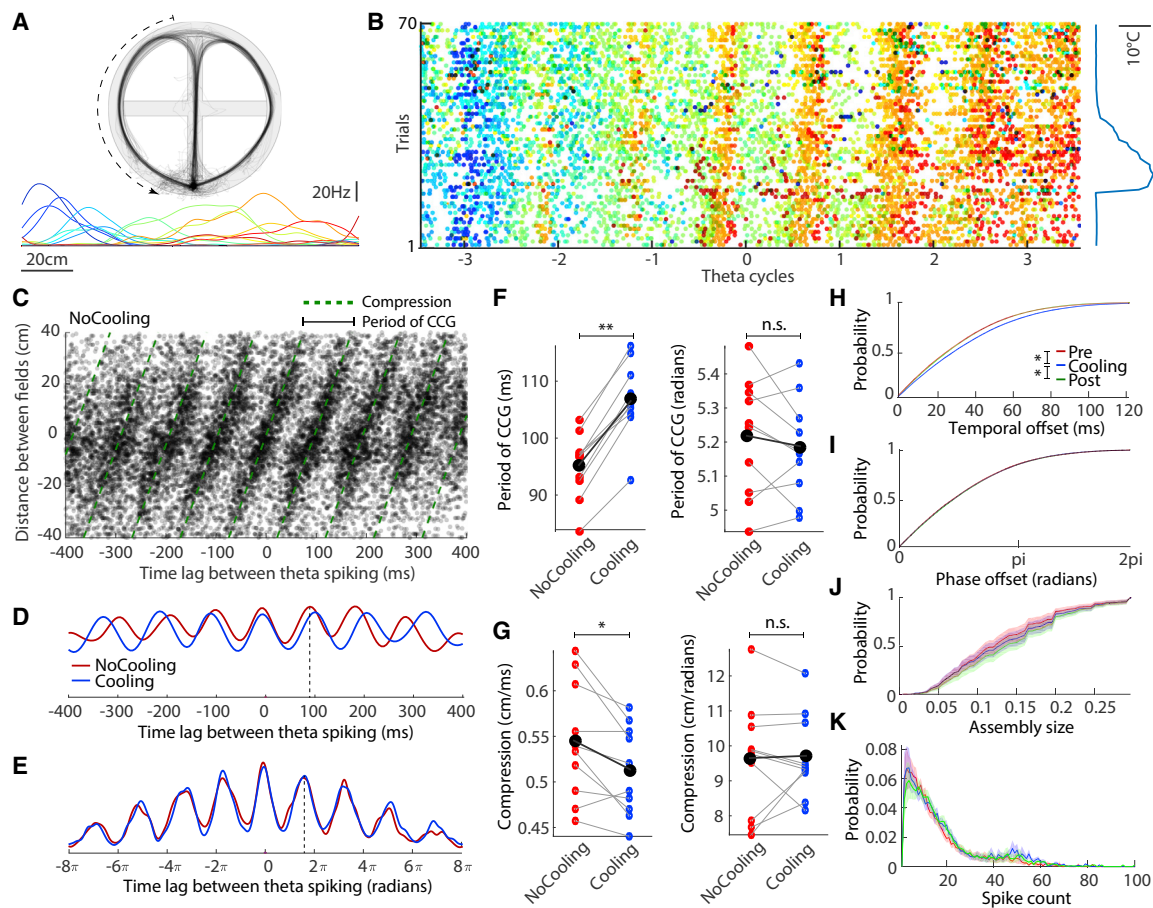 A
20Hz
20cm
B
70
Trials
1
-3 -2 -1 0 1 2 3
Theta cycles
10°C
C
NoCooling
Compression
Period of CCG
Distance between fields (cm)
40
20
0
-20
-40
-400 -300 -200 -100 0 100 200 300 400
Time lag between theta spiking (ms)
D
NoCooling
Cooling
-400 -300 -200 -100 0 100 200 300 400
Time lag between theta spiking (ms)
E
-8π -6π -4π -2π 0 2π 4π 6π 8π
Time lag between theta spiking (radians)
F
**
Period of CCG (ms)
110
100
90
NoCooling
Cooling
n.s.
Period of CCG (radians)
5.4
5.3
5.2
5.1
5
NoCooling
Cooling
G
*
Compression (cm/ms)
0.6
0.55
0.5
0.45
NoCooling
Cooling
n.s.
Compression (cm/radians)
12
11
10
9
8
NoCooling
Cooling
H
Probability
1
0.5
0
* Pre
* Cooling
Post
0 20 40 60 80 100 120
Temporal offset (ms)
I
Probability
1
0.5
0
0 pi 2pi
Phase offset (radians)
J
Probability
1
0.5
0
0 0.05 0.1 0.15 0.2 0.25
Assembly size
K
Probability
0.08
0.06
0.04
0.02
0
20 40 60 80 100
Spike count